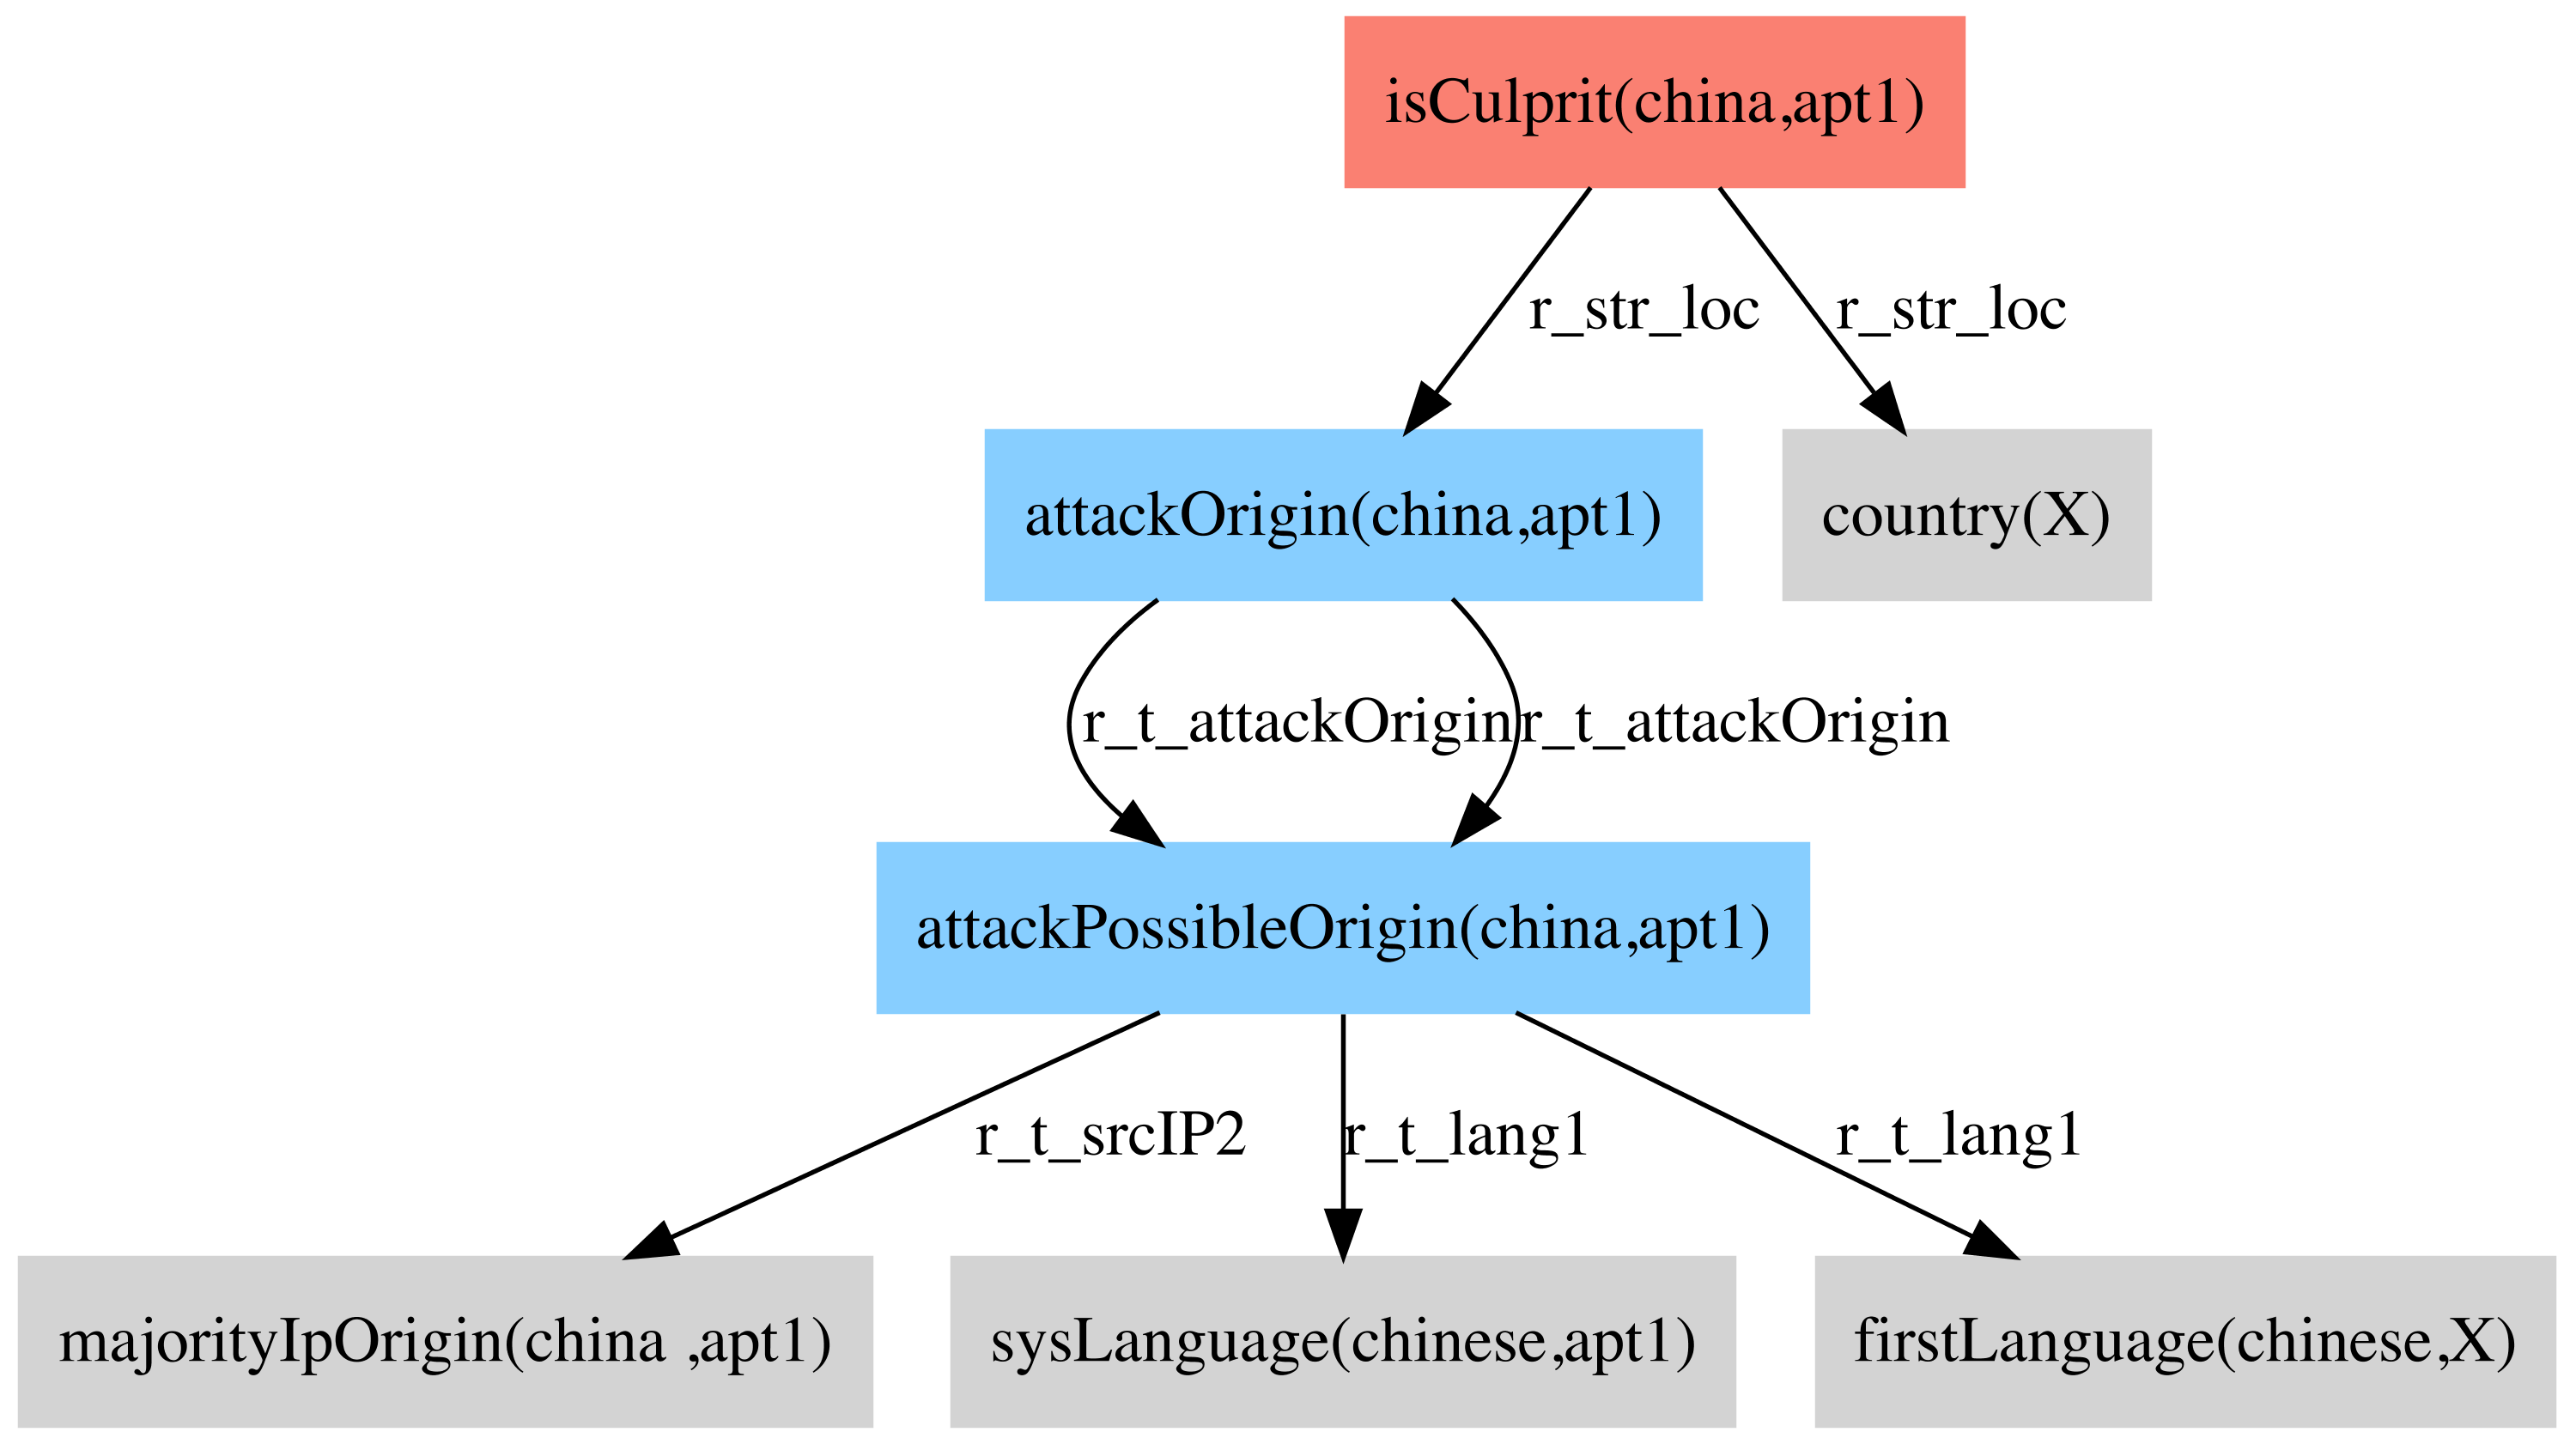 isCulprit(china,apt1)
r_str_loc
r_str_loc
attackOrigin(china,apt1)
country(X)
r_t_attackOrigin
r_t_attackOrigin
attackPossibleOrigin(china,apt1)
r_t_srcIP2
r_t_lang1
r_t_lang1
majorityIpOrigin(china ,apt1)
sysLanguage(chinese,apt1)
firstLanguage(chinese,X)